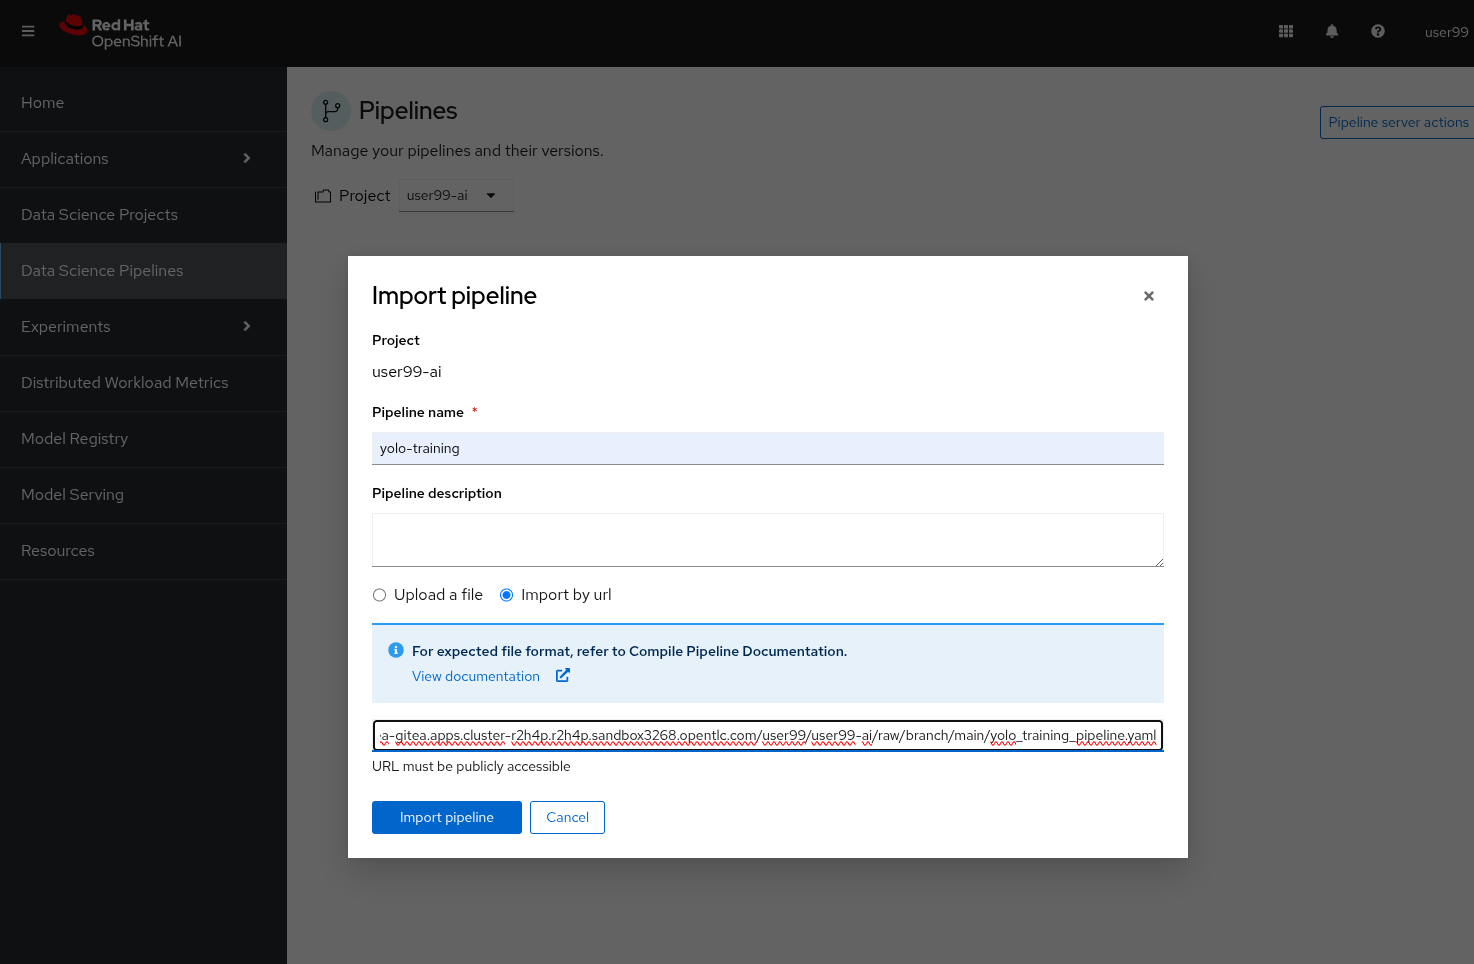 Red Hat
OpenShift AI
user99
Home
Applications
Data Science Projects
Data Science Pipelines
Experiments
Distributed Workload Metrics
Model Registry
Model Serving
Resources
Pipelines
Pipeline server actions
Manage your pipelines and their versions.
Project user99-ai
Import pipeline
Project
user99-ai
Pipeline name *
yolo-training
Pipeline description
Upload a file Import by url
For expected file format, refer to Compile Pipeline Documentation.
View documentation
a-gitea.apps.cluster-r2h4p.r2h4p.sandbox3268.opentlc.com/user99/user99-ai/raw/branch/main/yolo_training_pipeline.yaml
URL must be publicly accessible
Import pipeline Cancel